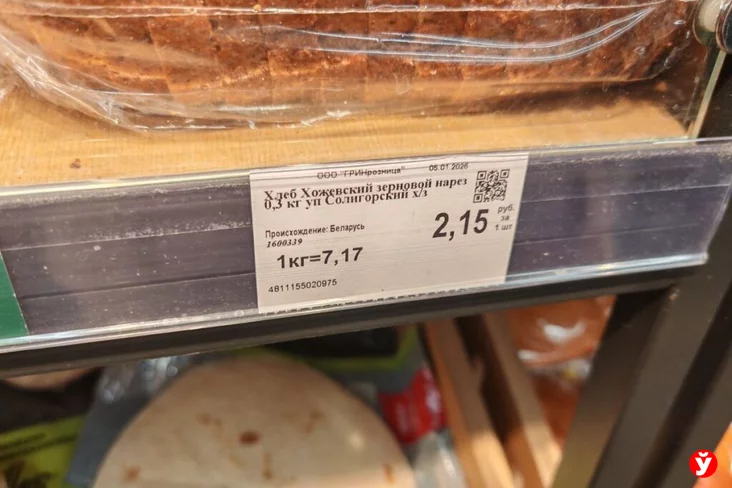 ООО "ГРИНрозница" 05.01.2026
Хлеб Хожевский зерновой нарез
0,3 кг уп Солигорский х/з
Происхождение: Беларусь
1600339
2,15 руб. за 1 шт
1кг=7,17
4811155020975
ў